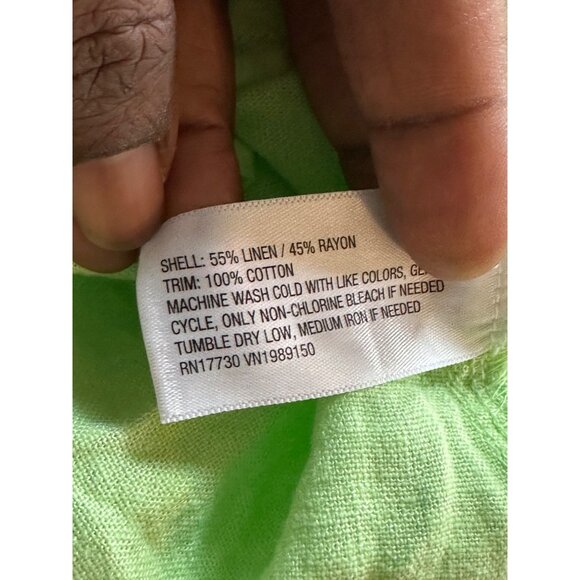 SHELL: 55% LINEN / 45% RAYON
TRIM: 100% COTTON
MACHINE WASH COLD WITH LIKE COLORS,
CYCLE, ONLY NON-CHLORINE BLEACH IF NEEDED
TUMBLE DRY LOW, MEDIUM IRON IF NEEDED
RN17730 VN1989150